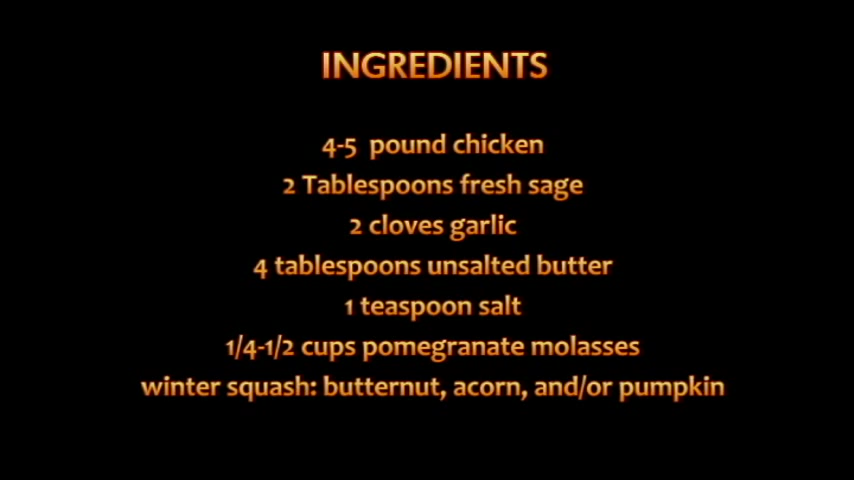 INGREDIENTS
4-5 pound chicken
2 Tablespoons fresh sage
2 cloves garlic
4 tablespoons unsalted butter
1 teaspoon salt
1/4-1/2 cups pomegranate molasses
winter squash: butternut, acorn, and/or pumpkin